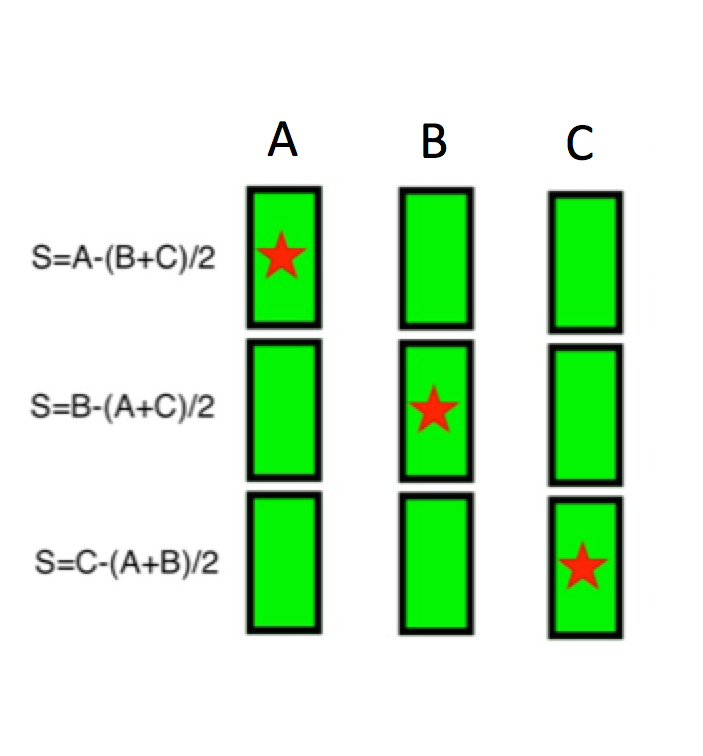 A B C
S=A-(B+C)/2
S=B-(A+C)/2
S=C-(A+B)/2